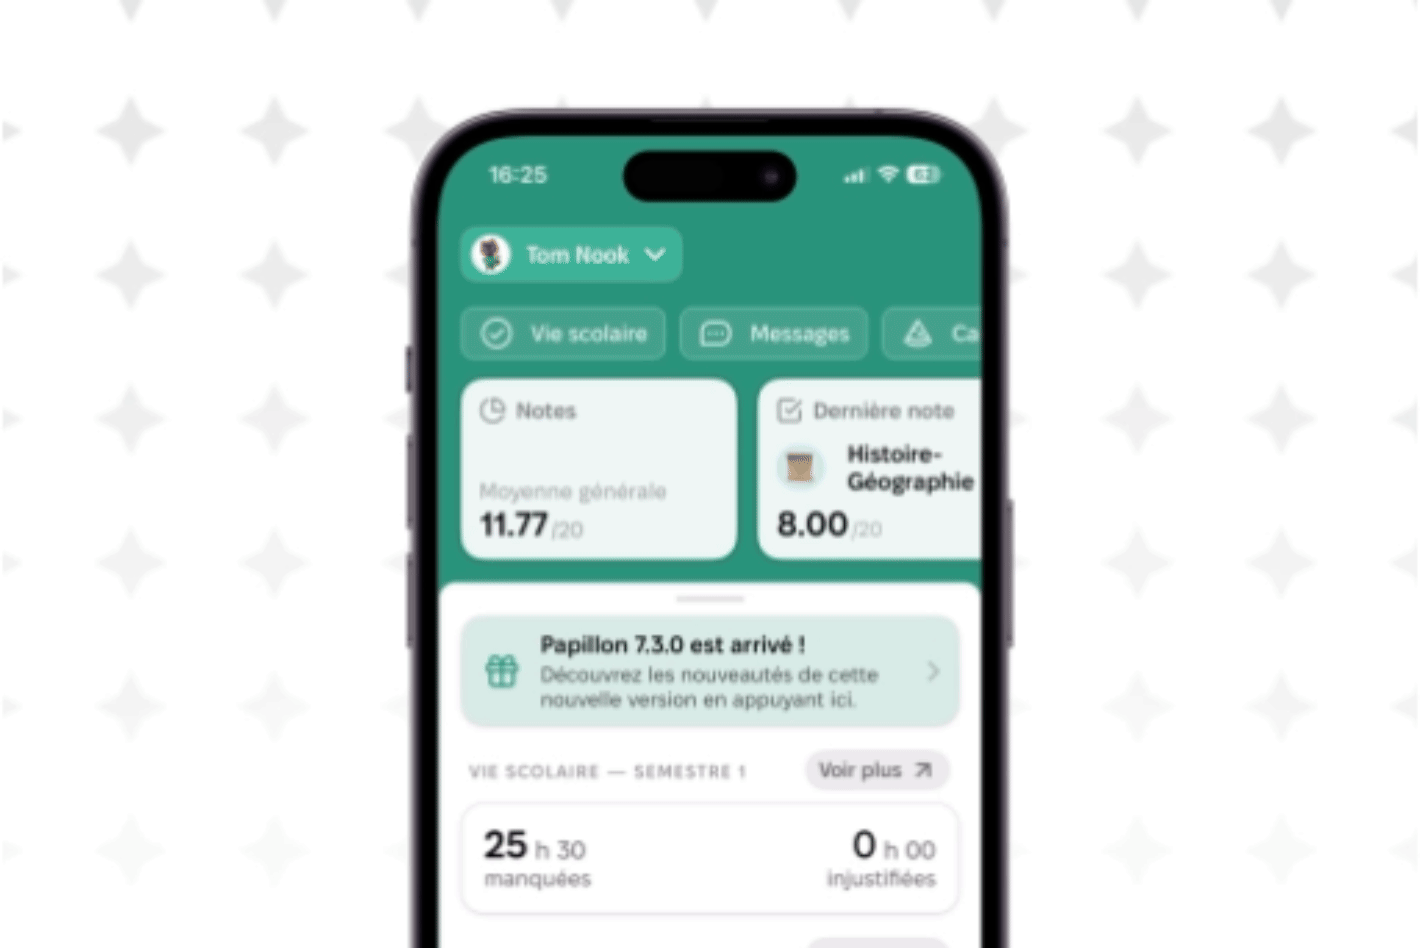 16:25
Tom Nook
Vie scolaire
Messages
Ca
Notes
Moyenne générale
11.77/20
Dernière note
Histoire-
Géographie
8.00/20
Papillon 7.3.0 est arrivé !
Découvrez les nouveautés de cette
nouvelle version en appuyant ici.
VIE SCOLAIRE — SEMESTRE 1
Voir plus
25 h 30
manquées
0 h 00
injustifiées